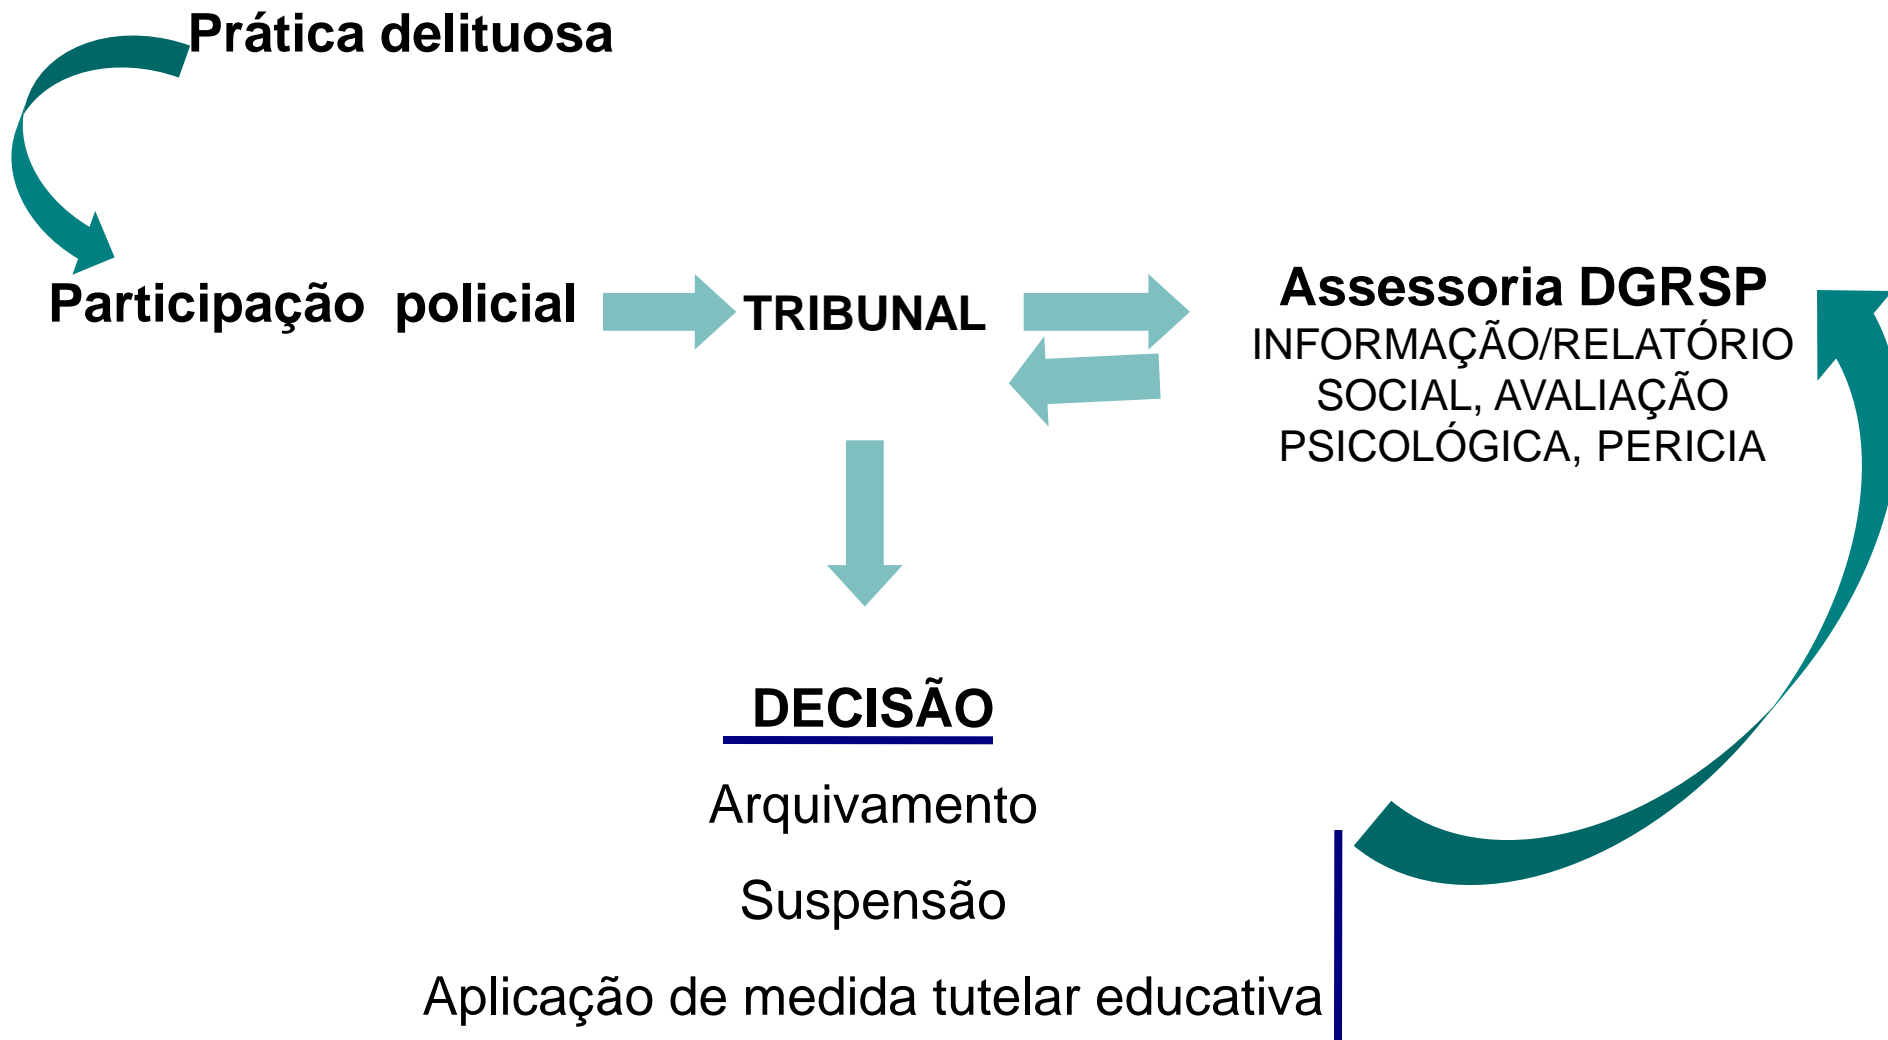 Prática delituosa
Participação policial
TRIBUNAL
Assessoria DGRSP
INFORMAÇÃO/RELATÓRIO
SOCIAL, AVALIAÇÃO
PSICOLÓGICA, PERICIA
DECISÃO
Arquivamento
Suspensão
Aplicação de medida tutelar educativa